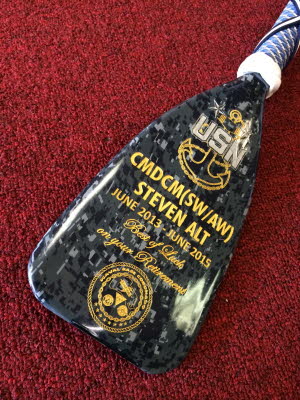 USN
CMDCM(SW/AW)
STEVEN ALT
JUNE 2013 - JUNE 2015
Best of Luck
on your Retirement